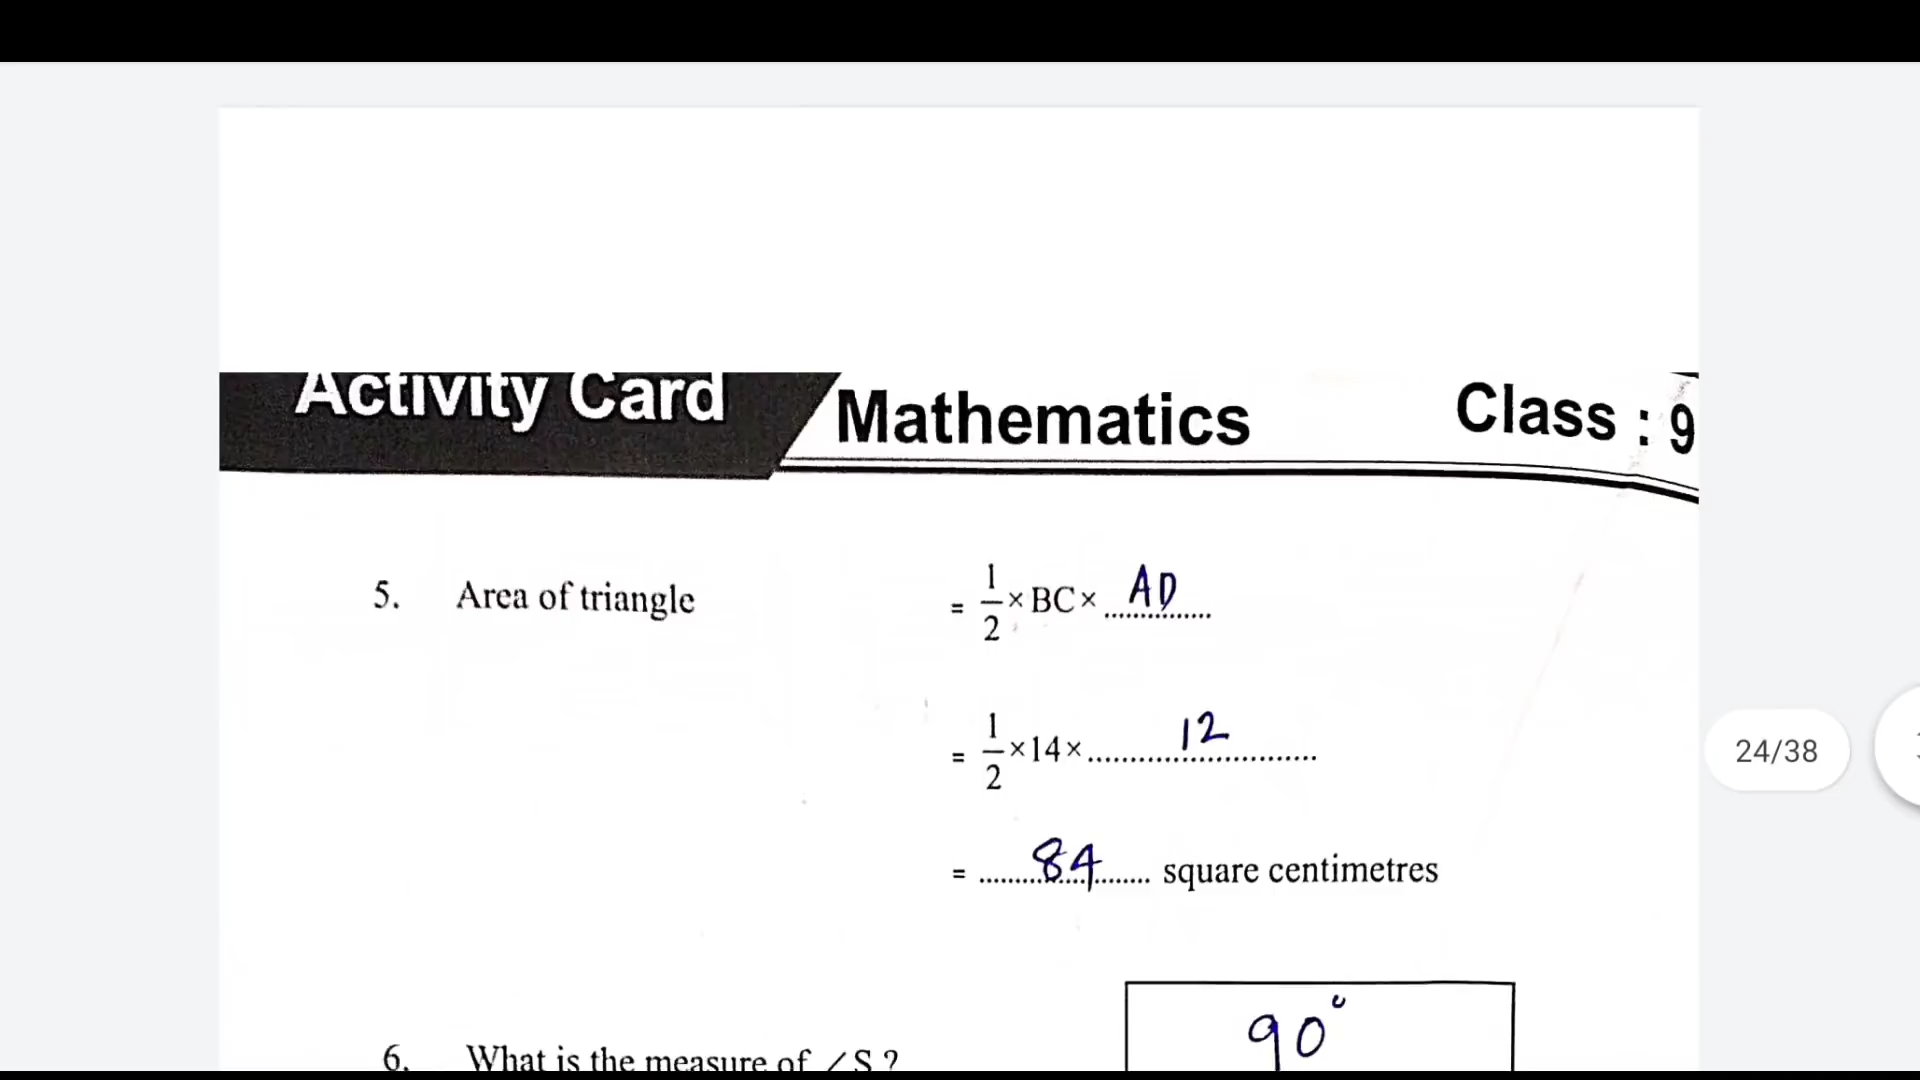 Activity Card Mathematics Class : 9
5. Area of triangle = 1/2 × BC × AD
= 1/2 × 14 × 12
= 84 square centimetres
90°
6. What is the measure of ∠S ?
24/38